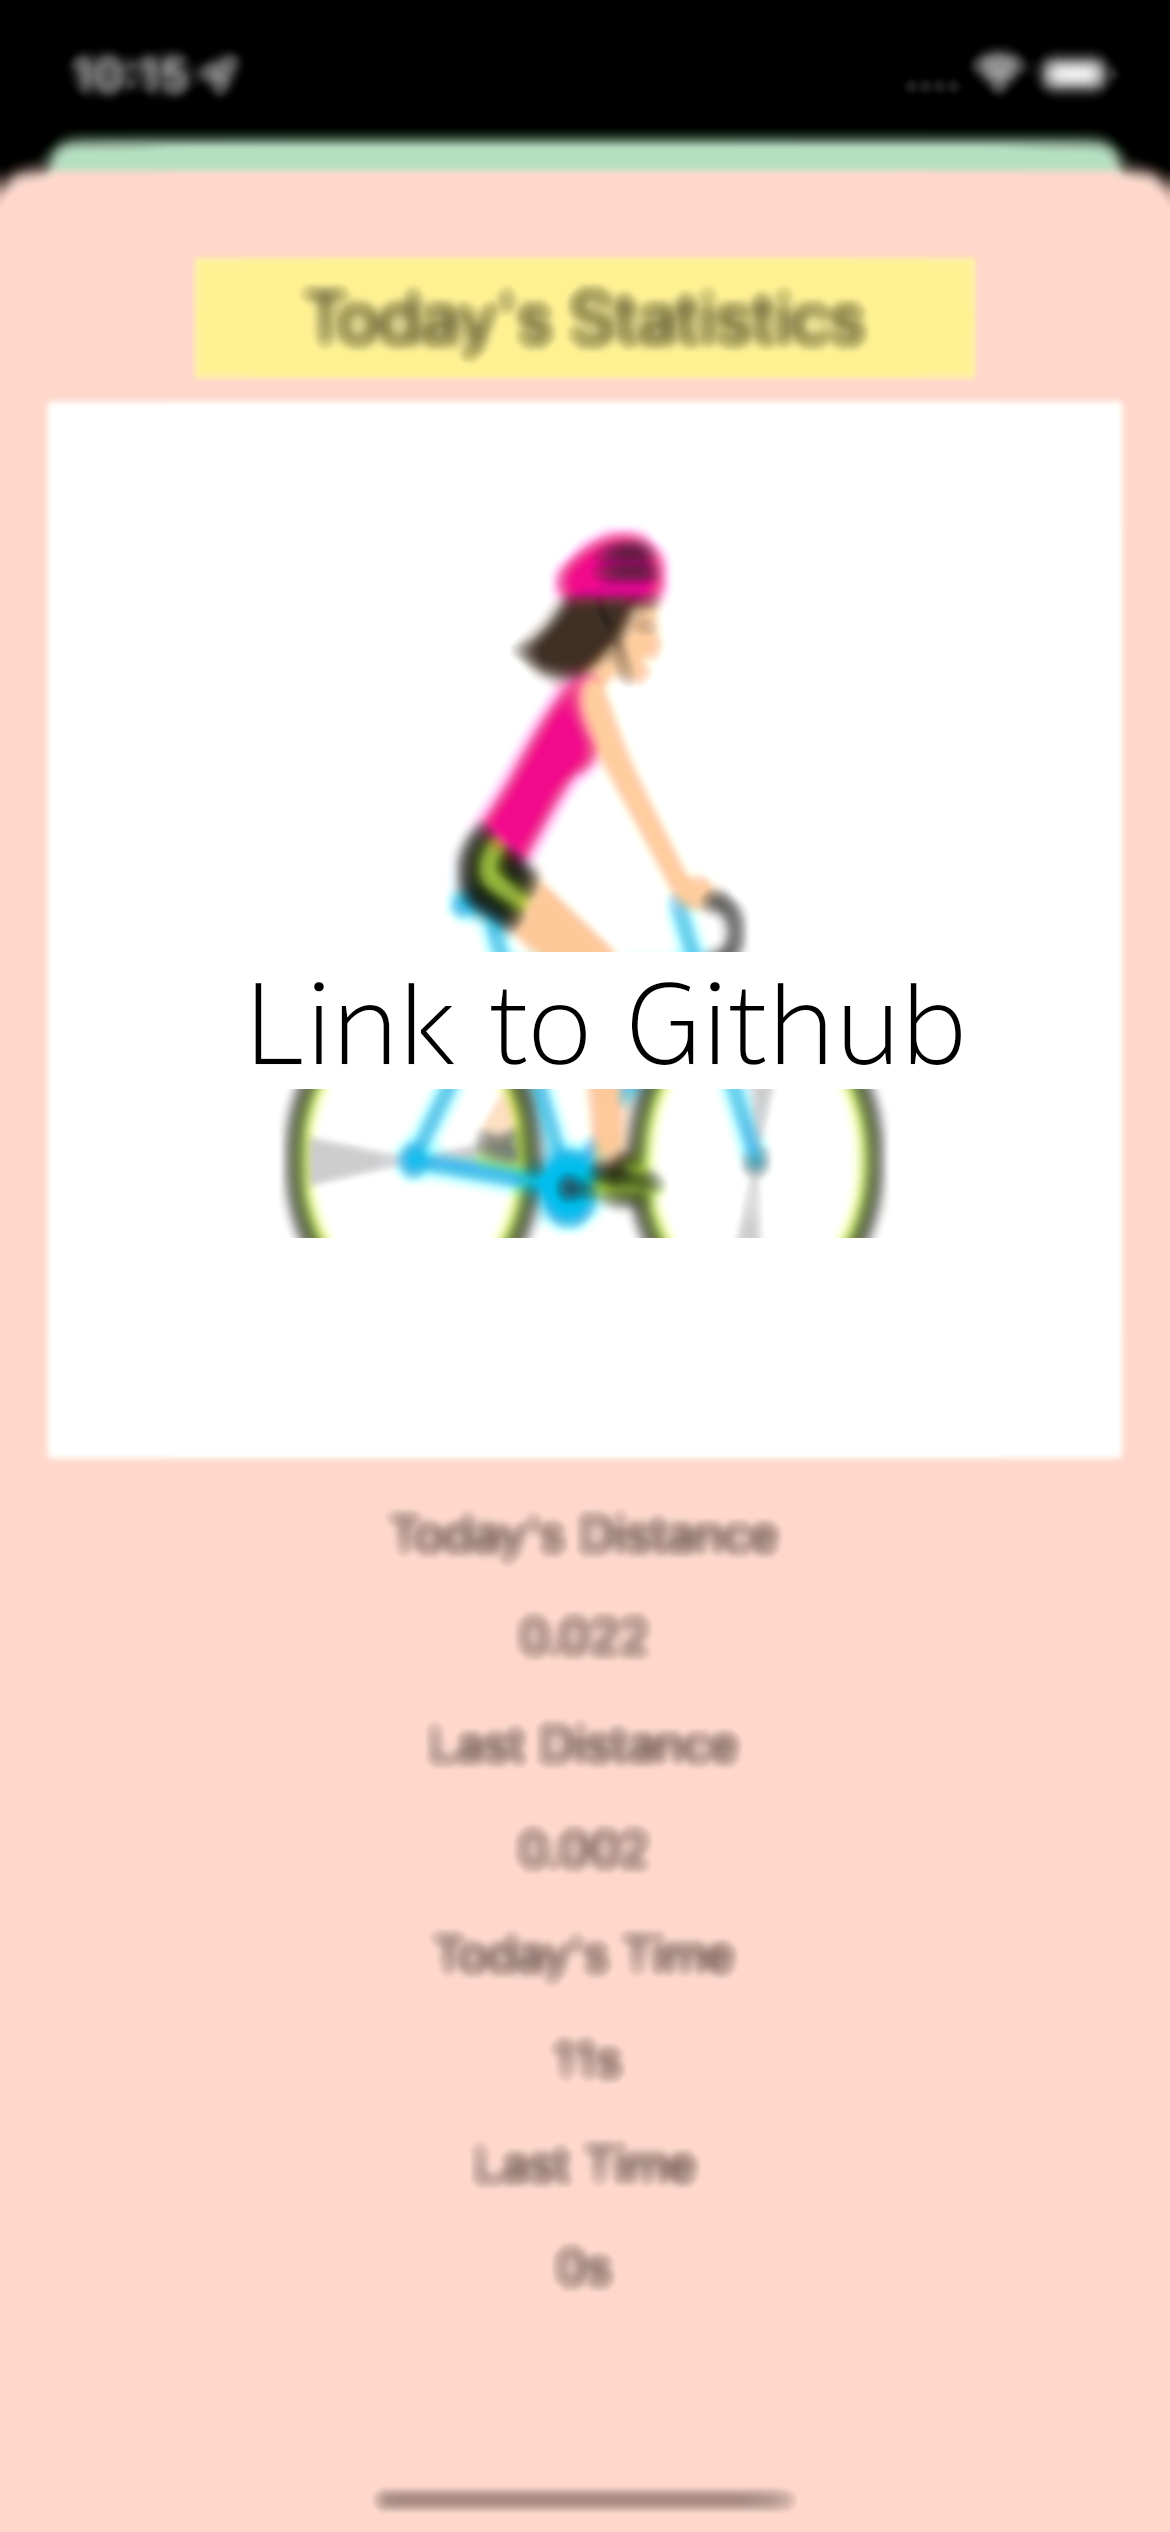 10:15
Today's Statistics
Link to Github
Today's Distance
0.022
Last Distance
0.002
Today's Time
11s
Last Time
0s